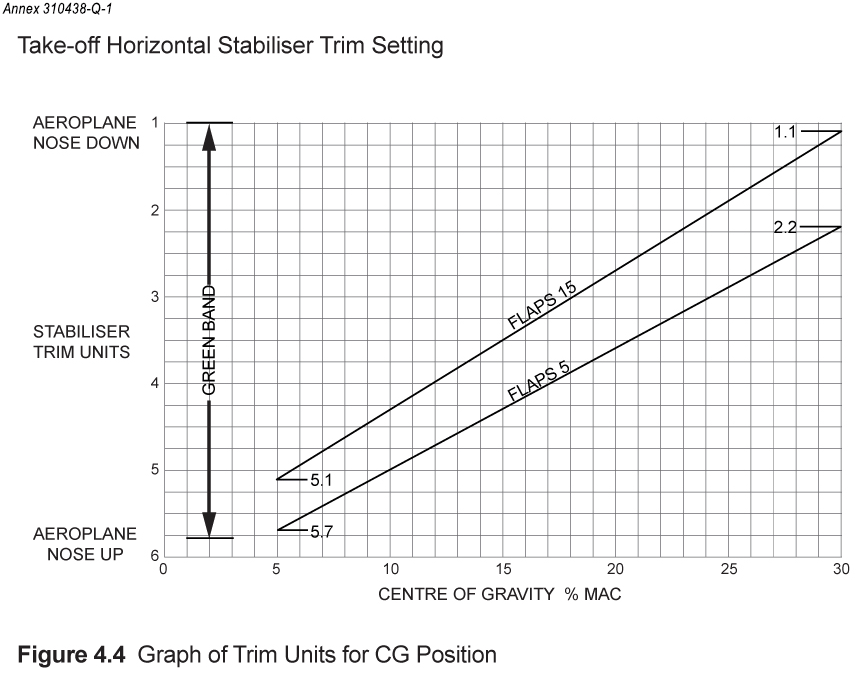 Annex 310438-Q-1
Take-off Horizontal Stabiliser Trim Setting
AEROPLANE
NOSE DOWN
1
1.1
2
2.2
GREEN BAND
3
FLAPS 15
STABILISER
TRIM UNITS
4
FLAPS 5
5
5.1
5.7
AEROPLANE
NOSE UP
6
0 5 10 15 20 25 30
CENTRE OF GRAVITY % MAC
Figure 4.4 Graph of Trim Units for CG Position